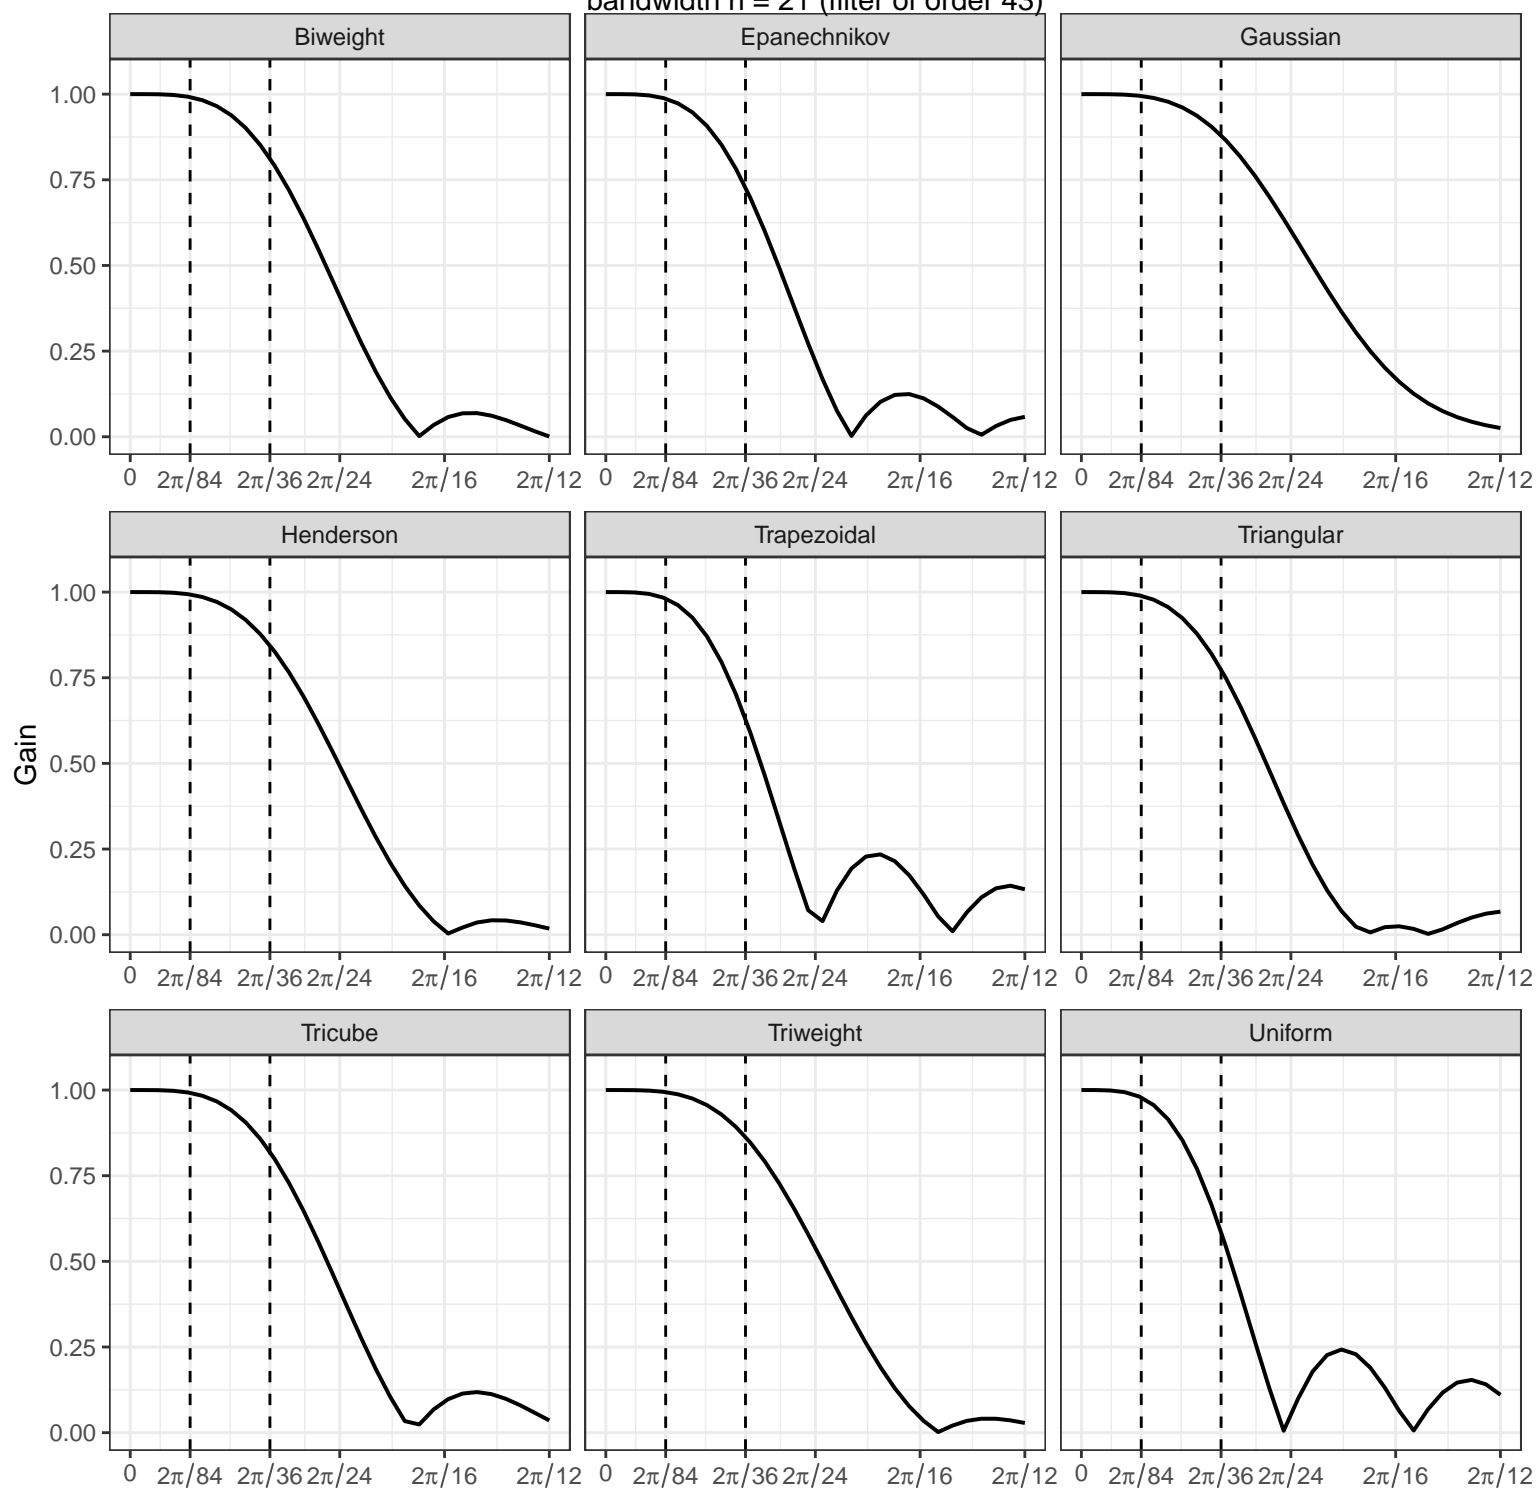 bandwidth h = 21 (filter of order 43)
Biweight Epanechnikov Gaussian
1.00
0.75
0.50
0.25
0.00
0 2π/84 2π/36 2π/24 2π/16 2π/12 0 2π/84 2π/36 2π/24 2π/16 2π/12 0 2π/84 2π/36 2π/24 2π/16 2π/12
Henderson Trapezoidal Triangular
1.00
0.75
Gain
0.50
0.25
0.00
0 2π/84 2π/36 2π/24 2π/16 2π/12 0 2π/84 2π/36 2π/24 2π/16 2π/12 0 2π/84 2π/36 2π/24 2π/16 2π/12
Tricube Triweight Uniform
1.00
0.75
0.50
0.25
0.00
0 2π/84 2π/36 2π/24 2π/16 2π/12 0 2π/84 2π/36 2π/24 2π/16 2π/12 0 2π/84 2π/36 2π/24 2π/16 2π/12